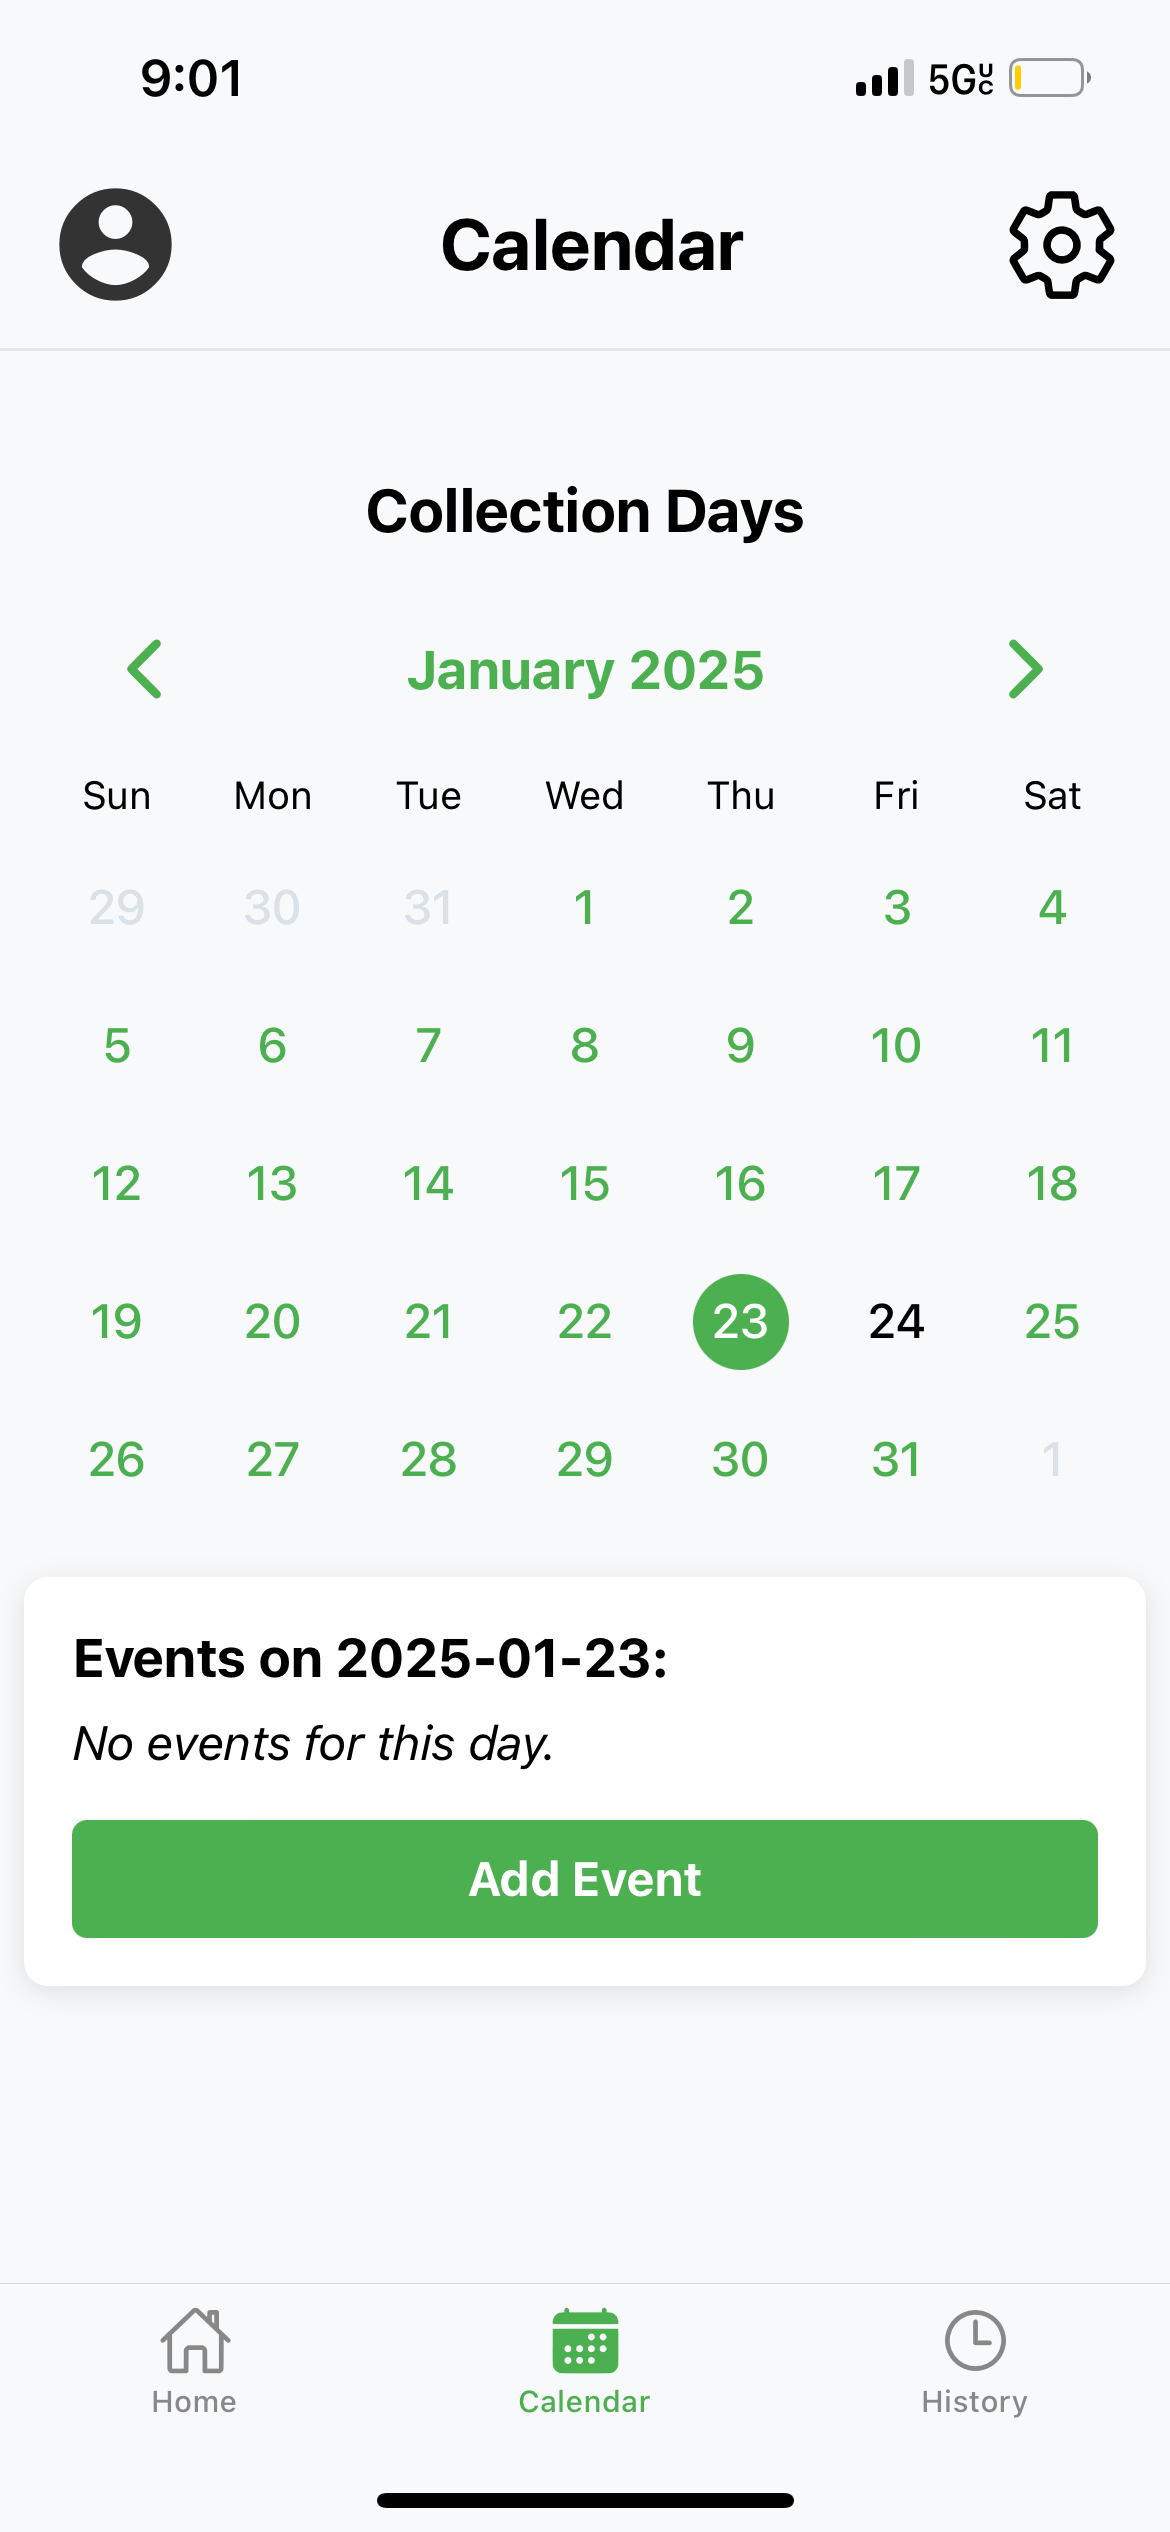 9:01 5G UC
Calendar
Collection Days
January 2025
Sun Mon Tue Wed Thu Fri Sat
29 30 31 1 2 3 4
5 6 7 8 9 10 11
12 13 14 15 16 17 18
19 20 21 22 23 24 25
26 27 28 29 30 31 1
Events on 2025-01-23:
No events for this day.
Add Event
Home Calendar History